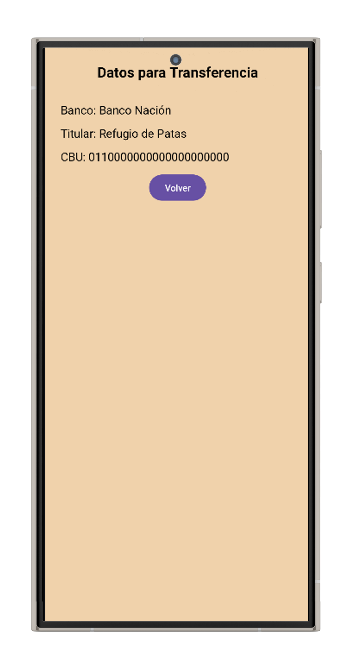 Datos para Transferencia
Banco: Banco Nación
Titular: Refugio de Patas
CBU: 0110000000000000000000
Volver